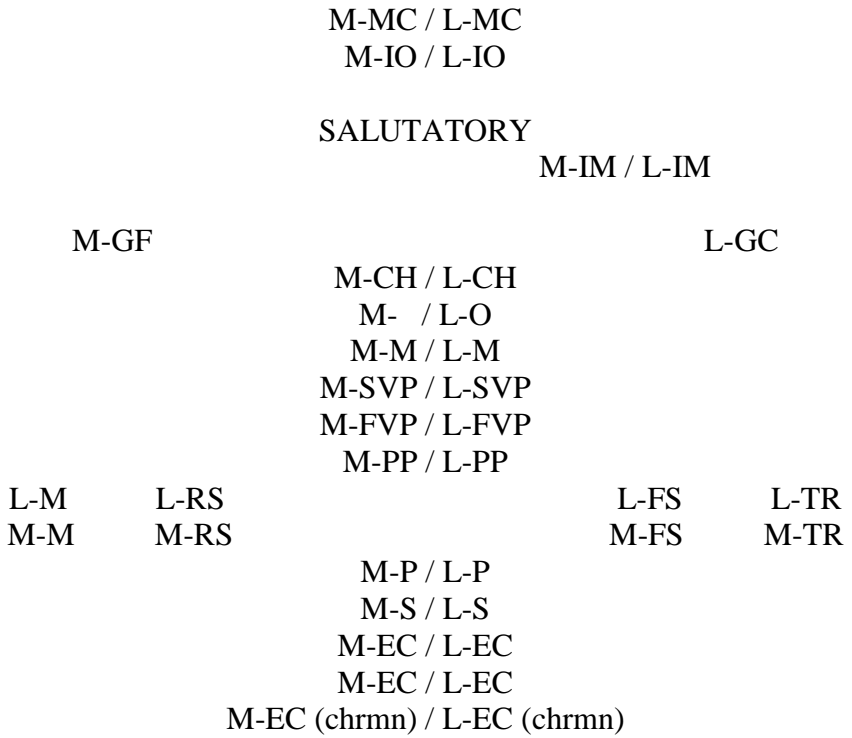 M-MC / L-MC
M-IO / L-IO
SALUTATORY
M-IM / L-IM
M-GF L-GC
M-CH / L-CH
M- / L-O
M-M / L-M
M-SVP / L-SVP
M-FVP / L-FVP
M-PP / L-PP
L-M L-RS L-FS L-TR
M-M M-RS M-FS M-TR
M-P / L-P
M-S / L-S
M-EC / L-EC
M-EC / L-EC
M-EC (chrmn) / L-EC (chrmn)